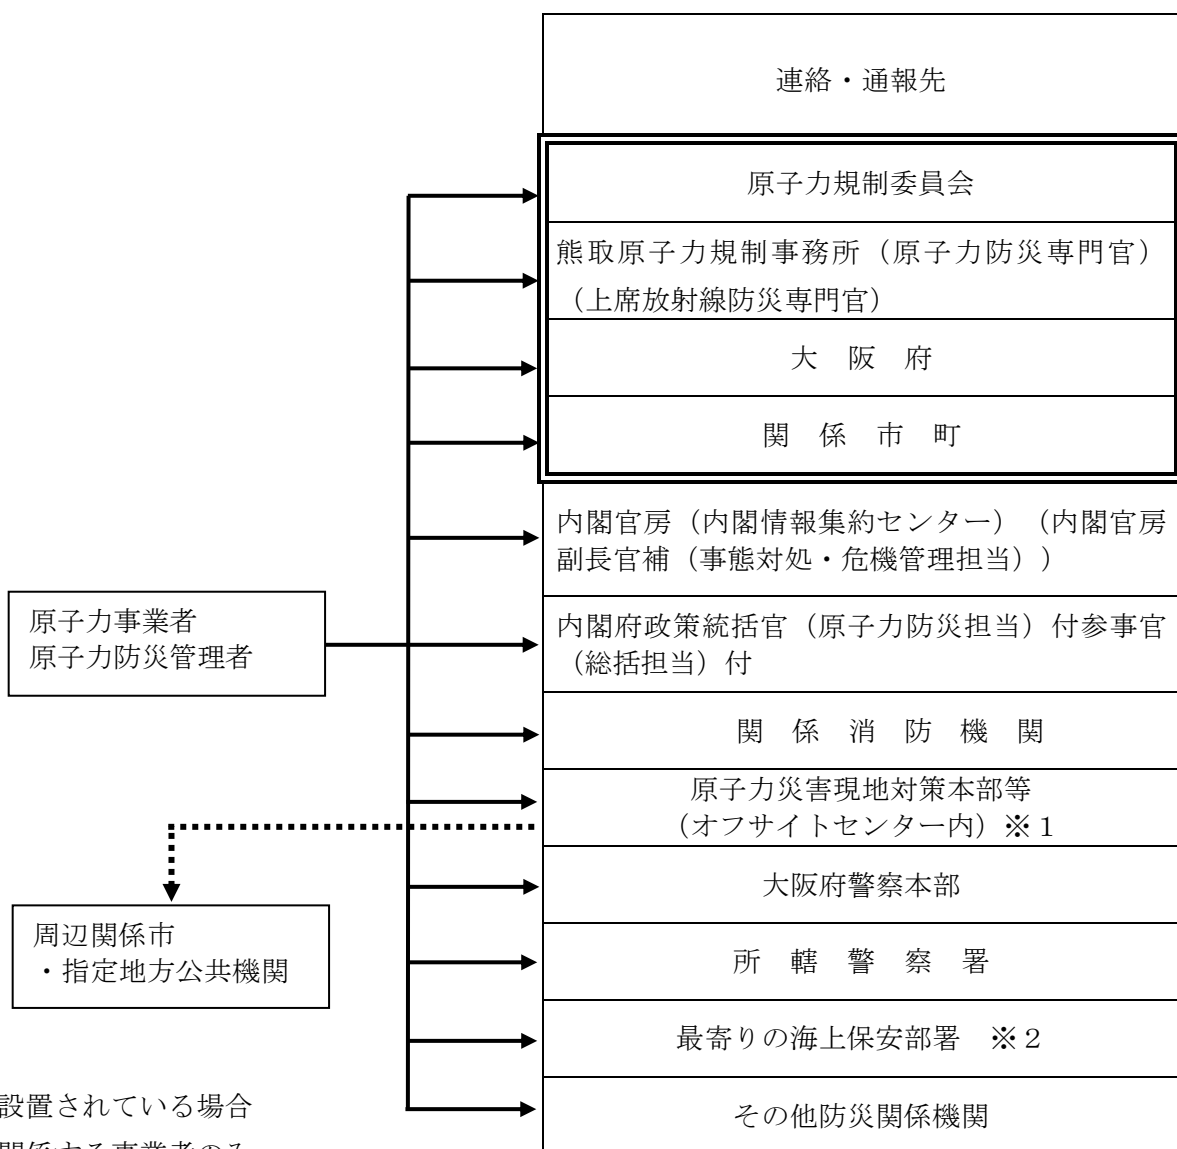 連絡・通報先
原子力規制委員会
熊取原子力規制事務所（原子力防災専門官）
（上席放射線防災専門官）
大　阪　府
関　係　市　町
内閣官房（内閣情報集約センター）（内閣官房
副長官補（事態対処・危機管理担当））
内閣府政策統括官（原子力防災担当）付参事官
（総括担当）付
関　係　消　防　機　関
原子力災害現地対策本部等
（オフサイトセンター内）※１
大阪府警察本部
所　轄　警　察　署
最寄りの海上保安部署　※２
その他防災関係機関
原子力事業者
原子力防災管理者
周辺関係市
・指定地方公共機関
設置されている場合
関係する事業者のみ